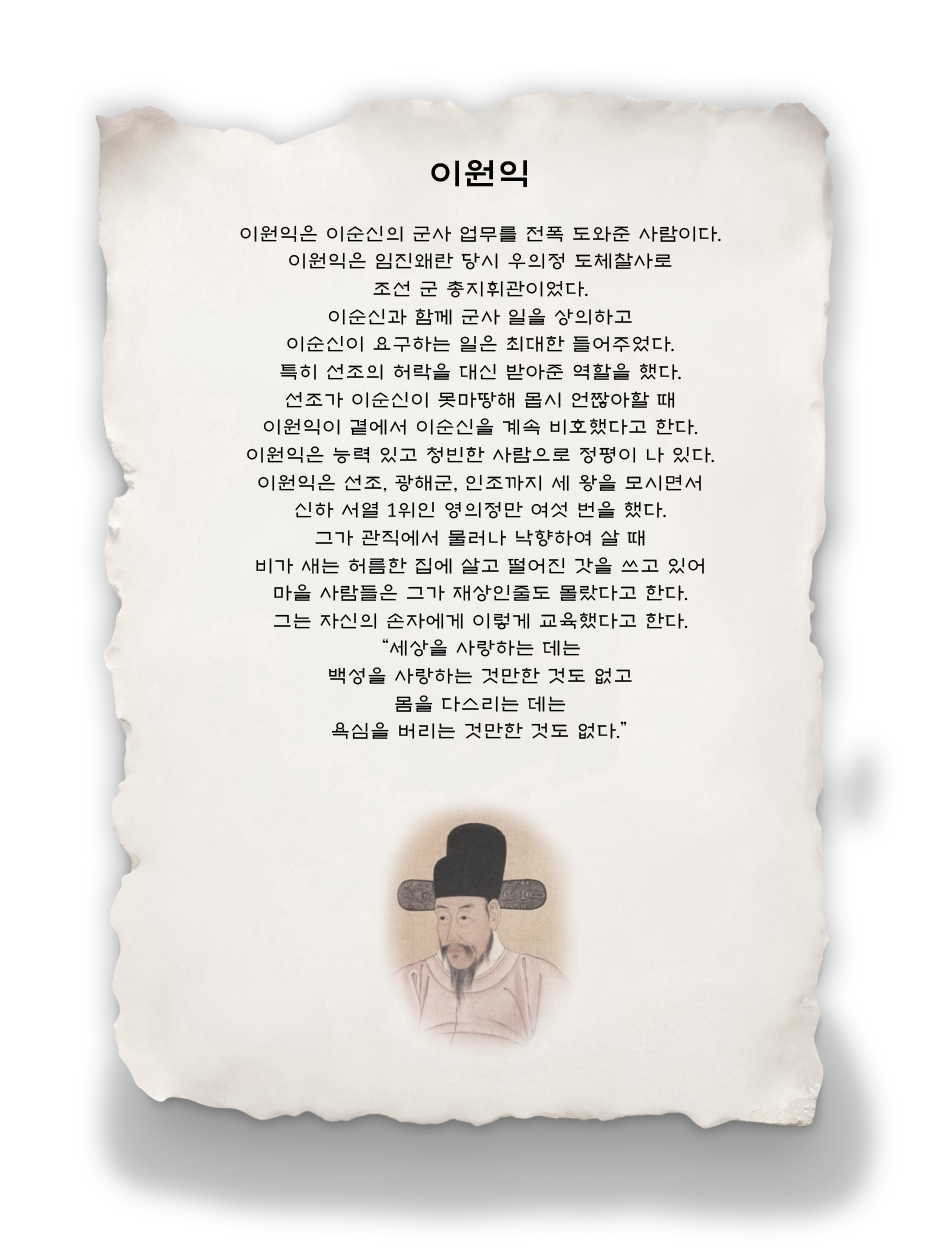 이원익
이원익은 이순신의 군사 업무를 전폭 도와준 사람이다.
이원익은 임진왜란 당시 우의정 도체찰사로
조선 군 총지휘관이었다.
이순신과 함께 군사 일을 상의하고
이순신이 요구하는 일은 최대한 들어주었다.
특히 선조의 허락을 대신 받아준 역할을 했다.
선조가 이순신이 못마땅해 몹시 언짢아할 때
이원익이 곁에서 이순신을 계속 비호했다고 한다.
이원익은 능력 있고 청빈한 사람으로 정평이 나 있다.
이원익은 선조, 광해군, 인조까지 세 왕을 모시면서
신하 서열 1위인 영의정만 여섯 번을 했다.
그가 관직에서 물러나 낙향하여 살 때
비가 새는 허름한 집에 살고 떨어진 갓을 쓰고 있어
마을 사람들은 그가 재상인줄도 몰랐다고 한다.
그는 자신의 손자에게 이렇게 교육했다고 한다.
“세상을 사랑하는 데는
백성을 사랑하는 것만한 것도 없고
몸을 다스리는 데는
욕심을 버리는 것만한 것도 없다.”